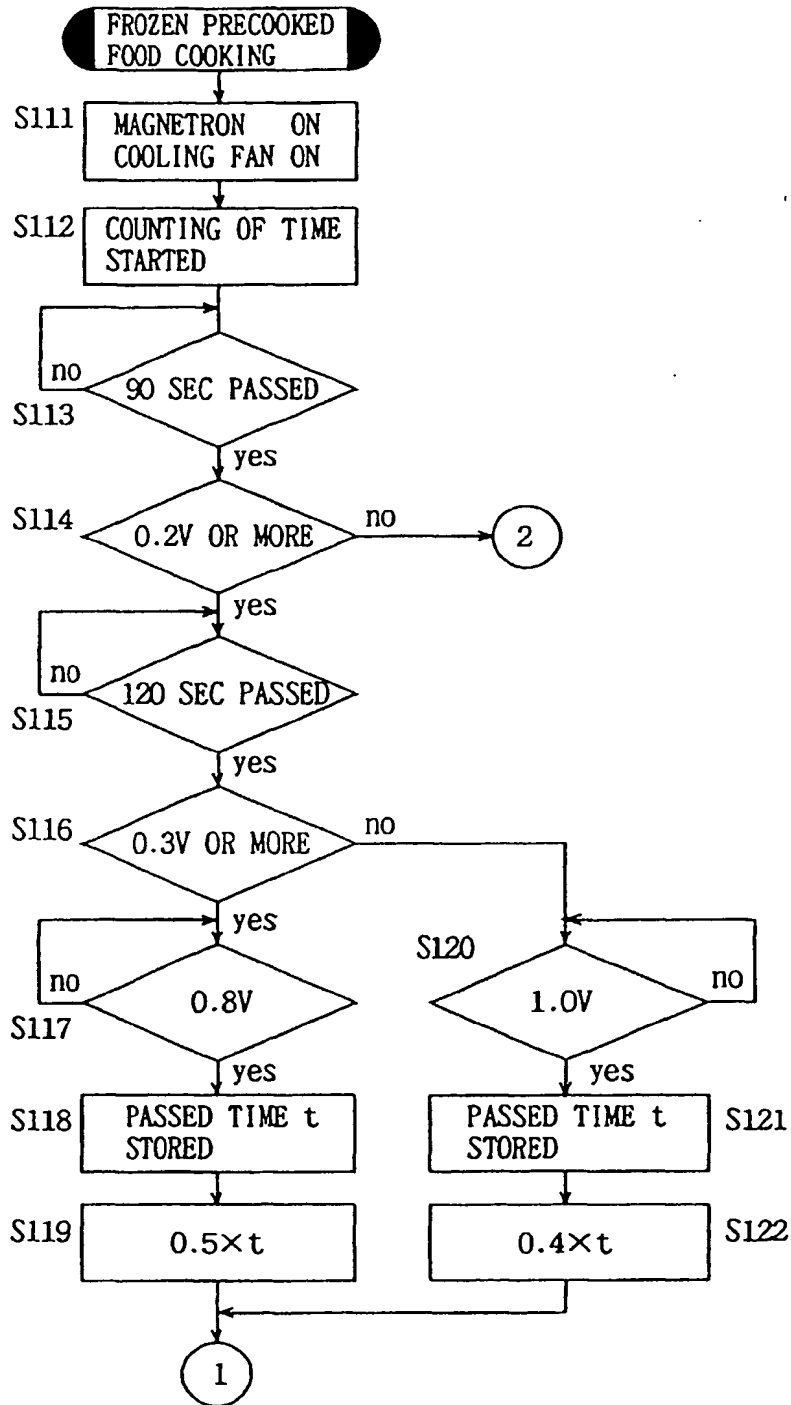 FROZEN PRECOOKED
FOOD COOKING
S111
MAGNETRON ON
COOLING FAN ON
S112
COUNTING OF TIME
STARTED
no
90 SEC PASSED
S113
yes
S114
0.2V OR MORE
no
2
yes
no
120 SEC PASSED
S115
yes
S116
0.3V OR MORE
no
yes
no
0.8V
S117
yes
S120
1.0V
no
yes
S118
PASSED TIME t
STORED
PASSED TIME t
STORED
S121
S119
0.5×t
0.4×t
S122
1